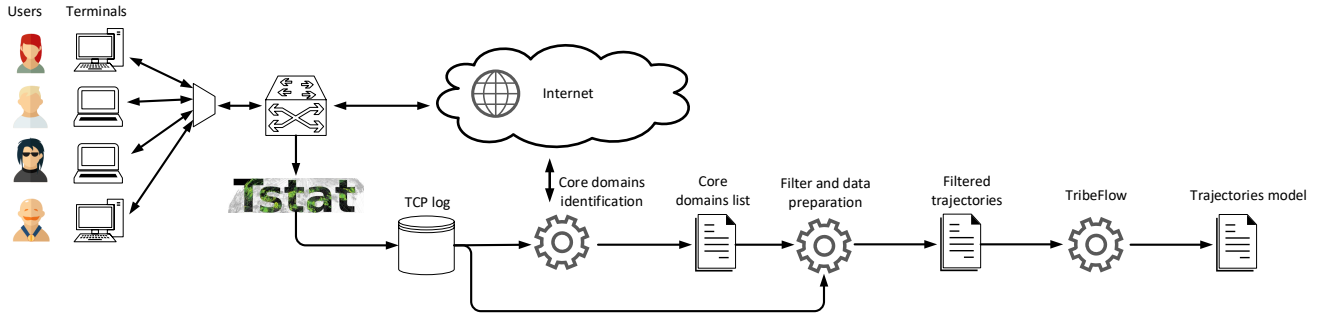 Users Terminals
Internet
Tstat
TCP log
Core domains
identification
Core
domains list
Filter and data
preparation
Filtered
trajectories
TribeFlow
Trajectories model